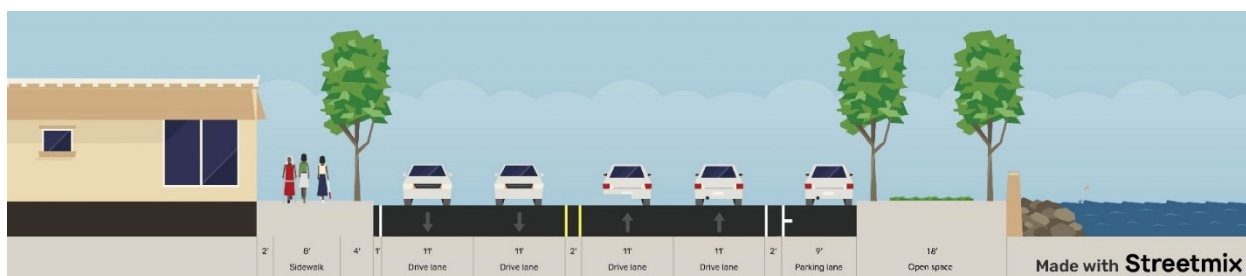 2' 8' 4' 1' 11' 11' 2' 11' 11' 2' 9' 18'
Sidewalk Drive lane Drive lane Drive lane Drive lane Parking lane Open space
Made with Streetmix